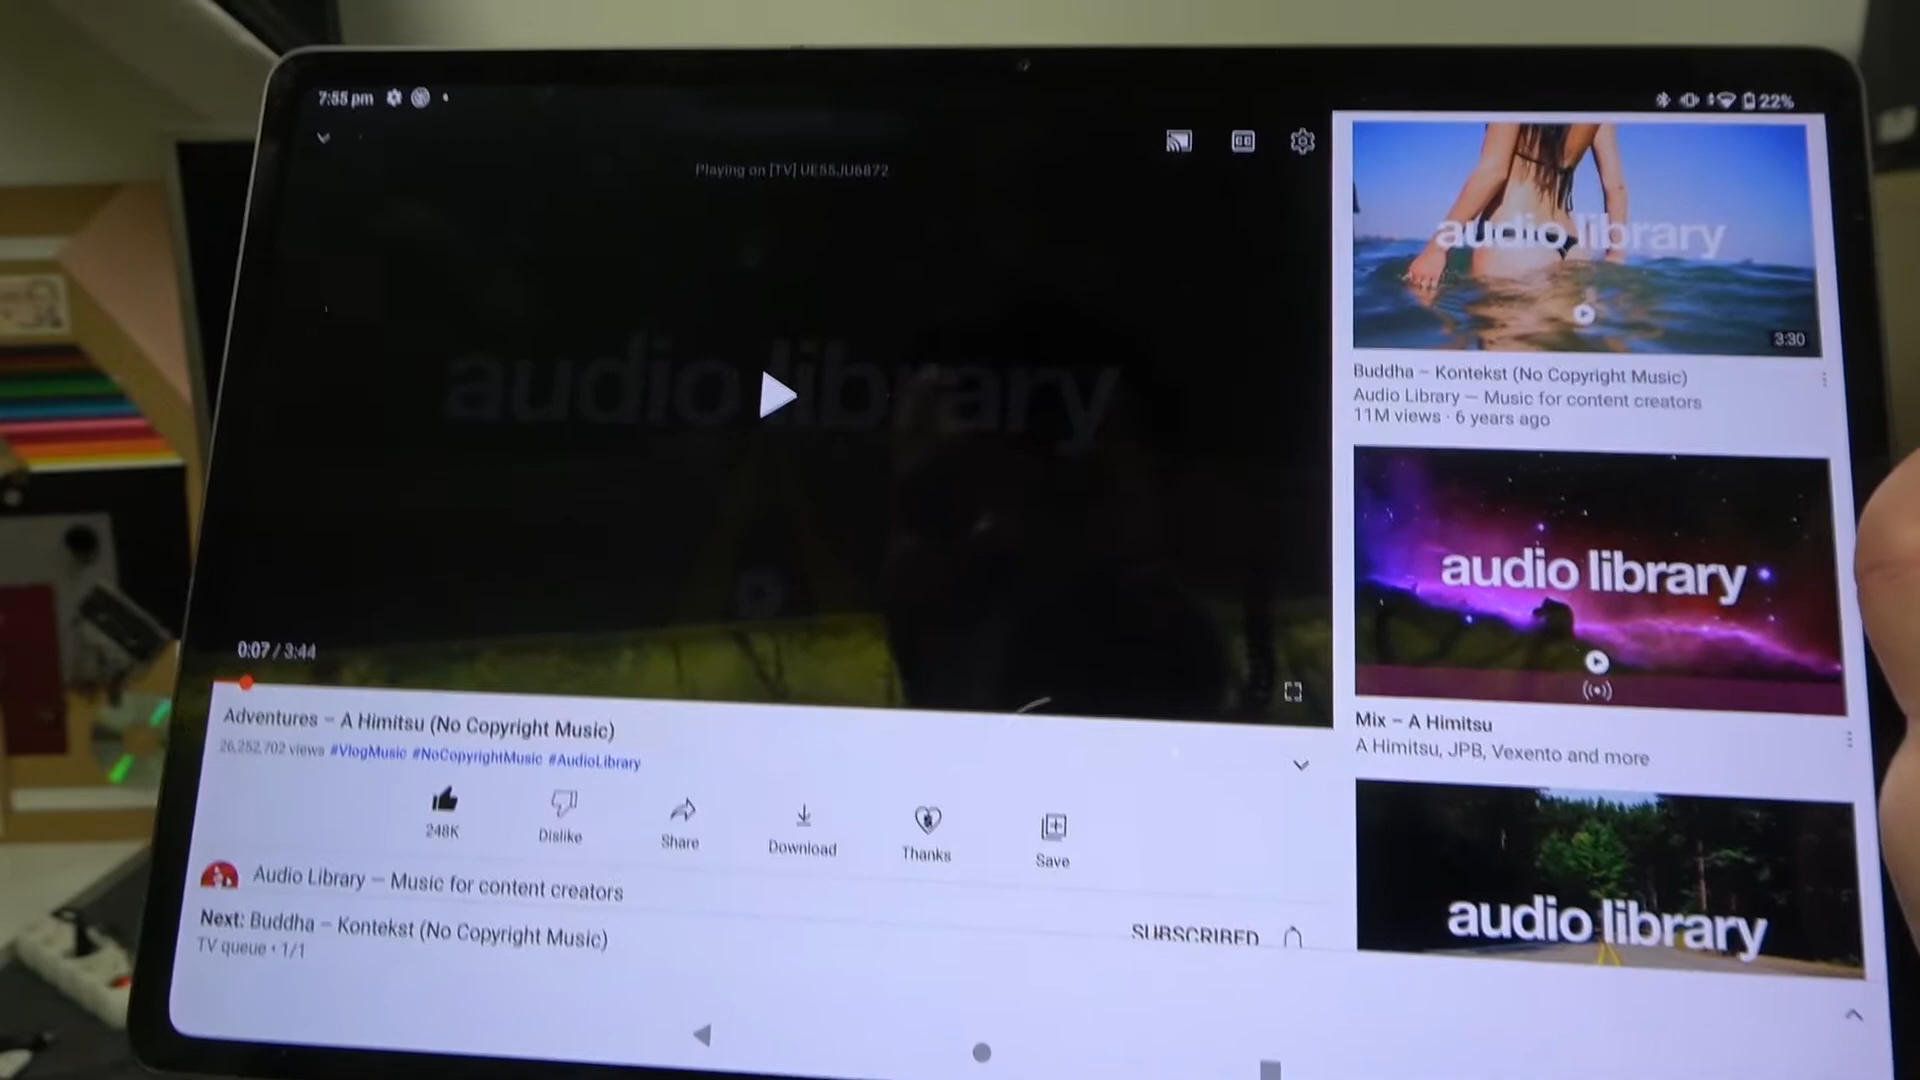 7:55 pm
22%
Playing on [TV] UE55JU6872
audio library
0:07 / 3:44
Adventures – A Himitsu (No Copyright Music)
26,252,702 views #VlogMusic #NoCopyrightMusic #AudioLibrary
248K
Dislike
Share
Download
Thanks
Save
Audio Library — Music for content creators
SUBSCRIBED
Next: Buddha – Kontekst (No Copyright Music)
TV queue • 1/1
audio library
3:30
Buddha – Kontekst (No Copyright Music)
Audio Library — Music for content creators
11M views · 6 years ago
audio library
Mix – A Himitsu
A Himitsu, JPB, Vexento and more
audio library